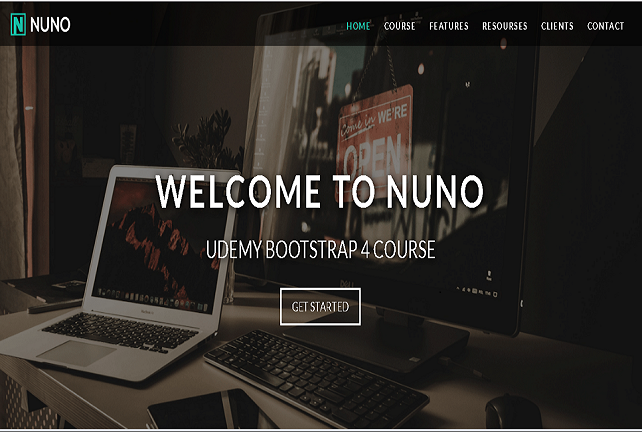 N NUNO
HOME COURSE FEATURES RESOURSES CLIENTS CONTACT
Come in WE'RE
OPEN
WELCOME TO NUNO
UDEMY BOOTSTRAP 4 COURSE
DELL
GET STARTED